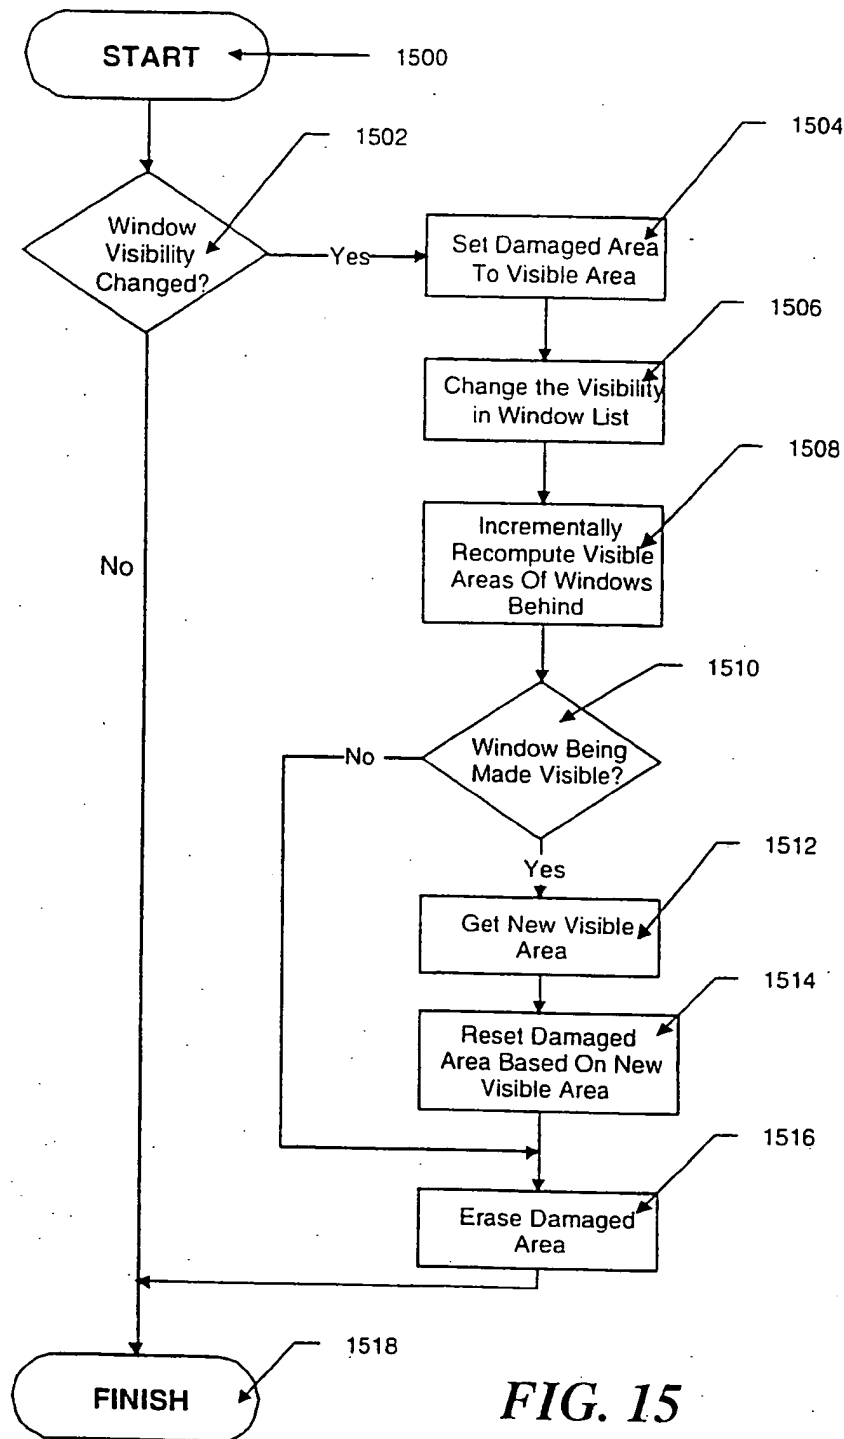 START
1500
1502
1504
Window
Visibility
Changed?
Yes
Set Damaged Area
To Visible Area
1506
Change the Visibility
in Window List
1508
No
Incrementally
Recompute Visible
Areas Of Windows
Behind
1510
No
Window Being
Made Visible?
Yes
1512
Get New Visible
Area
1514
Reset Damaged
Area Based On New
Visible Area
1516
Erase Damaged
Area
1518
FINISH
FIG. 15